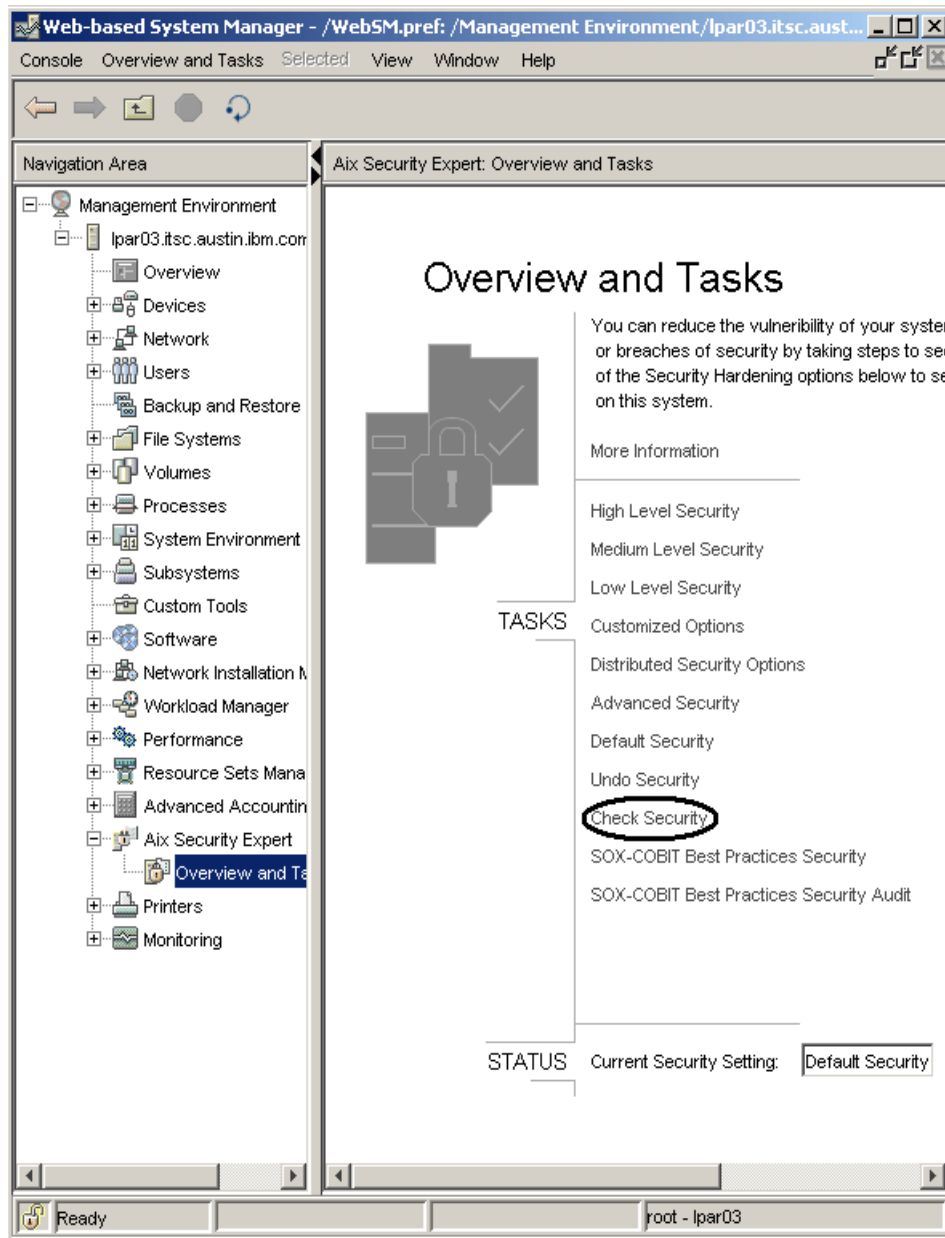 Web-based System Manager - /WebSM.pref: /Management Environment/lpar03.itsc.aust...
Console Overview and Tasks Selected View Window Help
Navigation Area
Aix Security Expert: Overview and Tasks
Management Environment
lpar03.itsc.austin.ibm.com
Overview
Devices
Network
Users
Backup and Restore
File Systems
Volumes
Processes
System Environment
Subsystems
Custom Tools
Software
Network Installation M
Workload Manager
Performance
Resource Sets Mana
Advanced Accountin
Aix Security Expert
Overview and Ta
Printers
Monitoring
Overview and Tasks
You can reduce the vulneribility of your system
or breaches of security by taking steps to sec
of the Security Hardening options below to se
on this system.
More Information
TASKS
High Level Security
Medium Level Security
Low Level Security
Customized Options
Distributed Security Options
Advanced Security
Default Security
Undo Security
Check Security
SOX-COBIT Best Practices Security
SOX-COBIT Best Practices Security Audit
STATUS
Current Security Setting: Default Security
Ready
root - lpar03